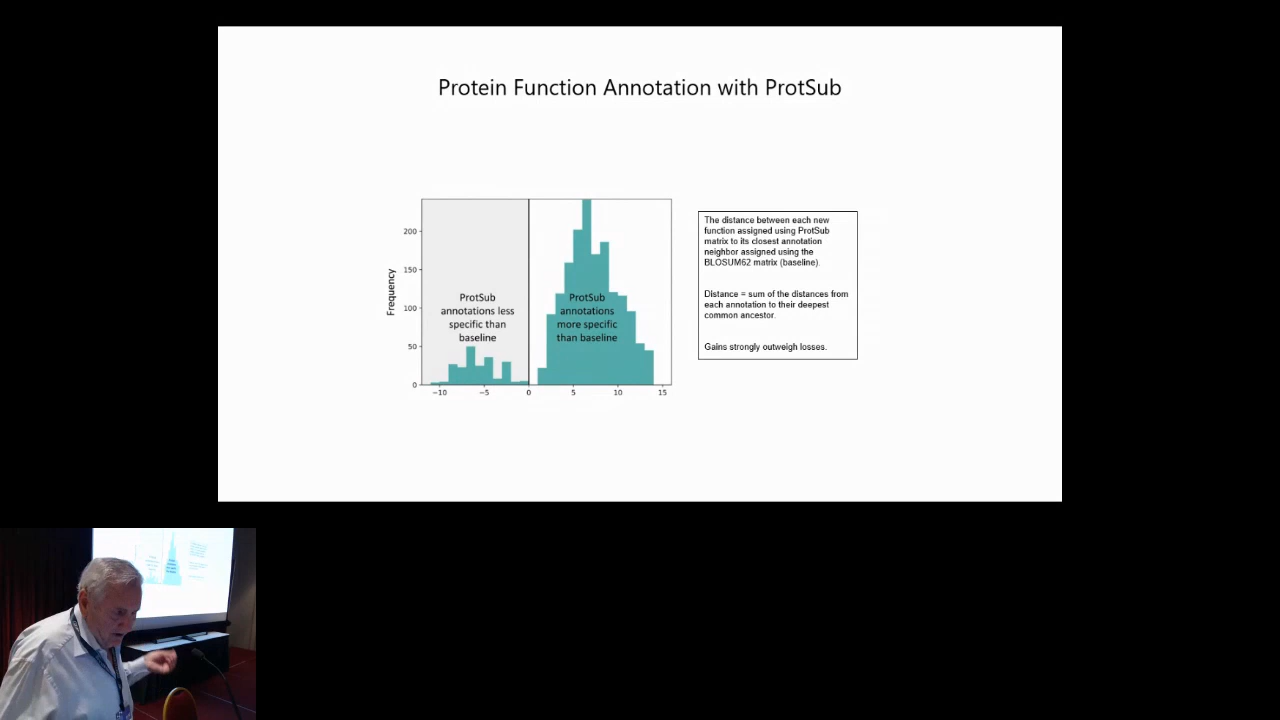 Protein Function Annotation with ProtSub
Frequency
200
150
100
50
0
−10
−5
0
5
10
15
ProtSub
annotations less
specific than
baseline
ProtSub
annotations
more specific
than baseline
The distance between each new
function assigned using ProtSub
matrix to its closest annotation
neighbor assigned using the
BLOSUM62 matrix (baseline).
Distance = sum of the distances from
each annotation to their deepest
common ancestor.
Gains strongly outweigh losses.